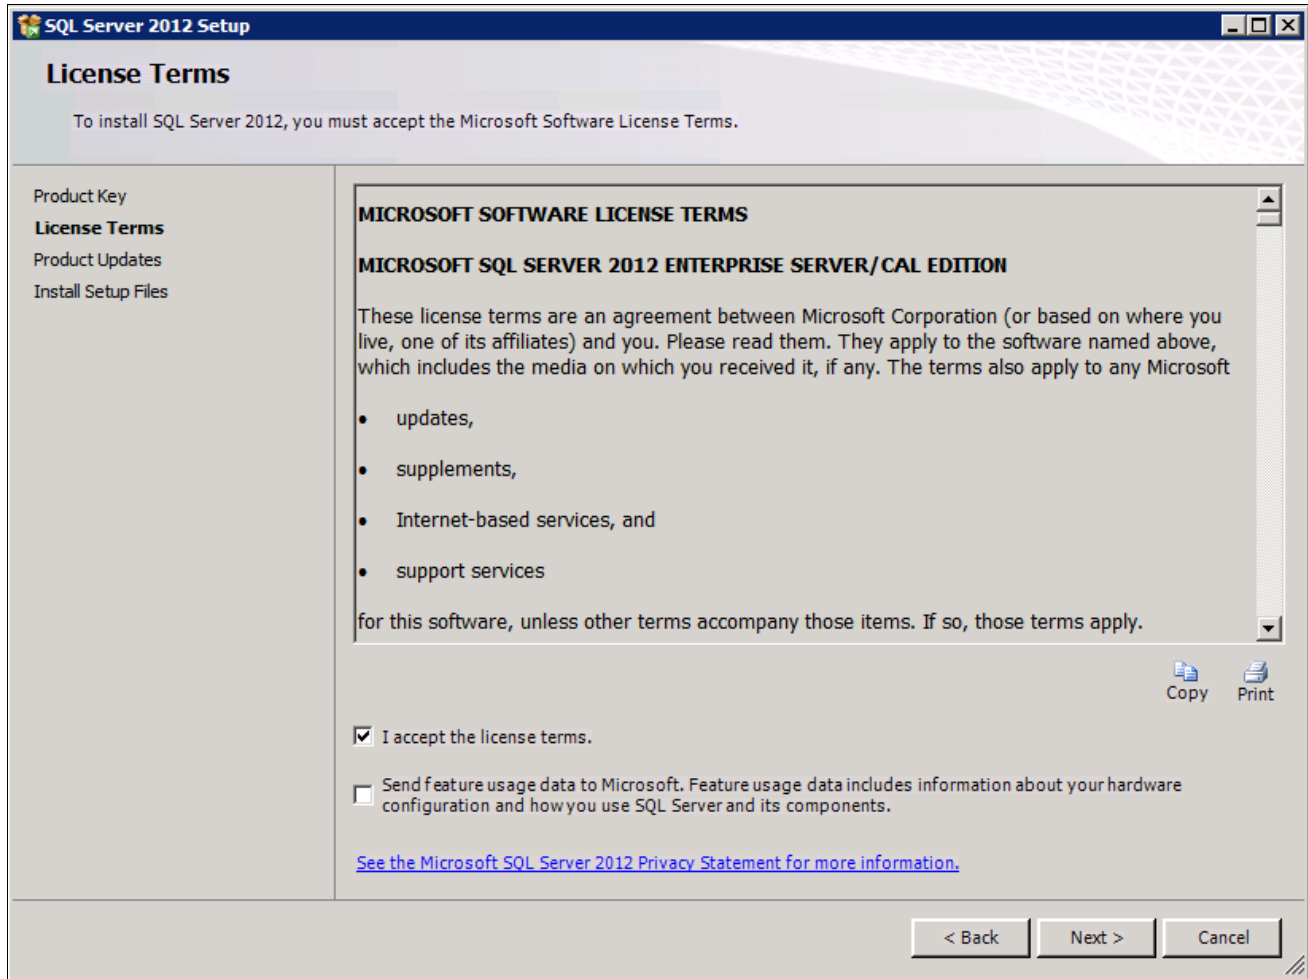 SQL Server 2012 Setup
License Terms
To install SQL Server 2012, you must accept the Microsoft Software License Terms.
Product Key
License Terms
Product Updates
Install Setup Files
MICROSOFT SOFTWARE LICENSE TERMS
MICROSOFT SQL SERVER 2012 ENTERPRISE SERVER/CAL EDITION
These license terms are an agreement between Microsoft Corporation (or based on where you
live, one of its affiliates) and you. Please read them. They apply to the software named above,
which includes the media on which you received it, if any. The terms also apply to any Microsoft
• updates,
• supplements,
• Internet-based services, and
• support services
for this software, unless other terms accompany those items. If so, those terms apply.
Copy Print
I accept the license terms.
Send feature usage data to Microsoft. Feature usage data includes information about your hardware
configuration and how you use SQL Server and its components.
See the Microsoft SQL Server 2012 Privacy Statement for more information.
< Back Next > Cancel